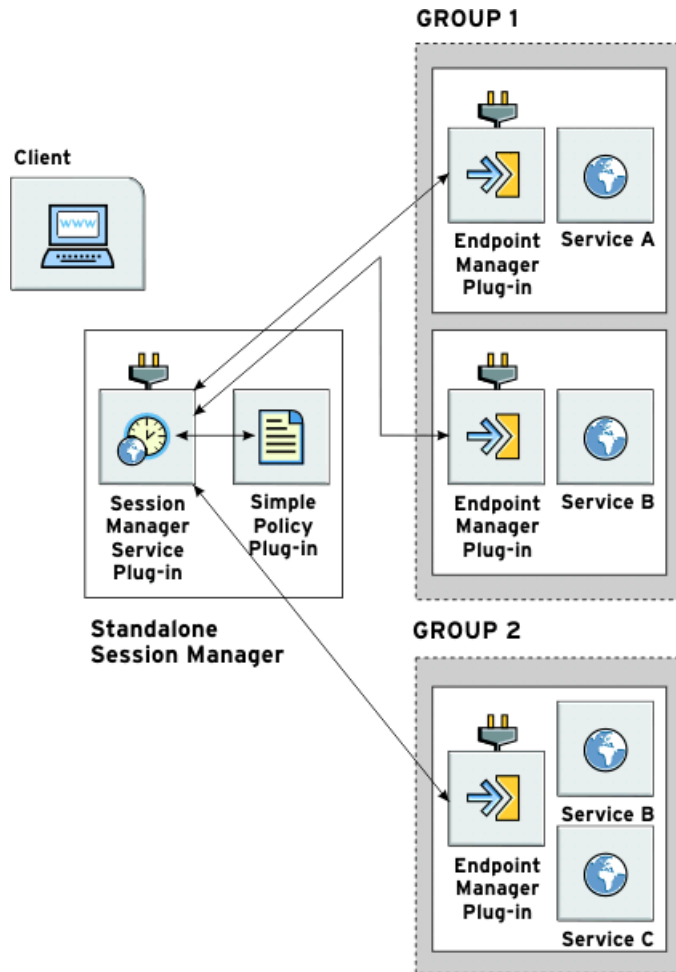 GROUP 1
Client
WWW
Endpoint
Manager
Plug-in
Service A
Endpoint
Manager
Plug-in
Service B
Session
Manager
Service
Plug-in
Simple
Policy
Plug-in
Standalone
Session Manager
GROUP 2
Endpoint
Manager
Plug-in
Service B
Service C